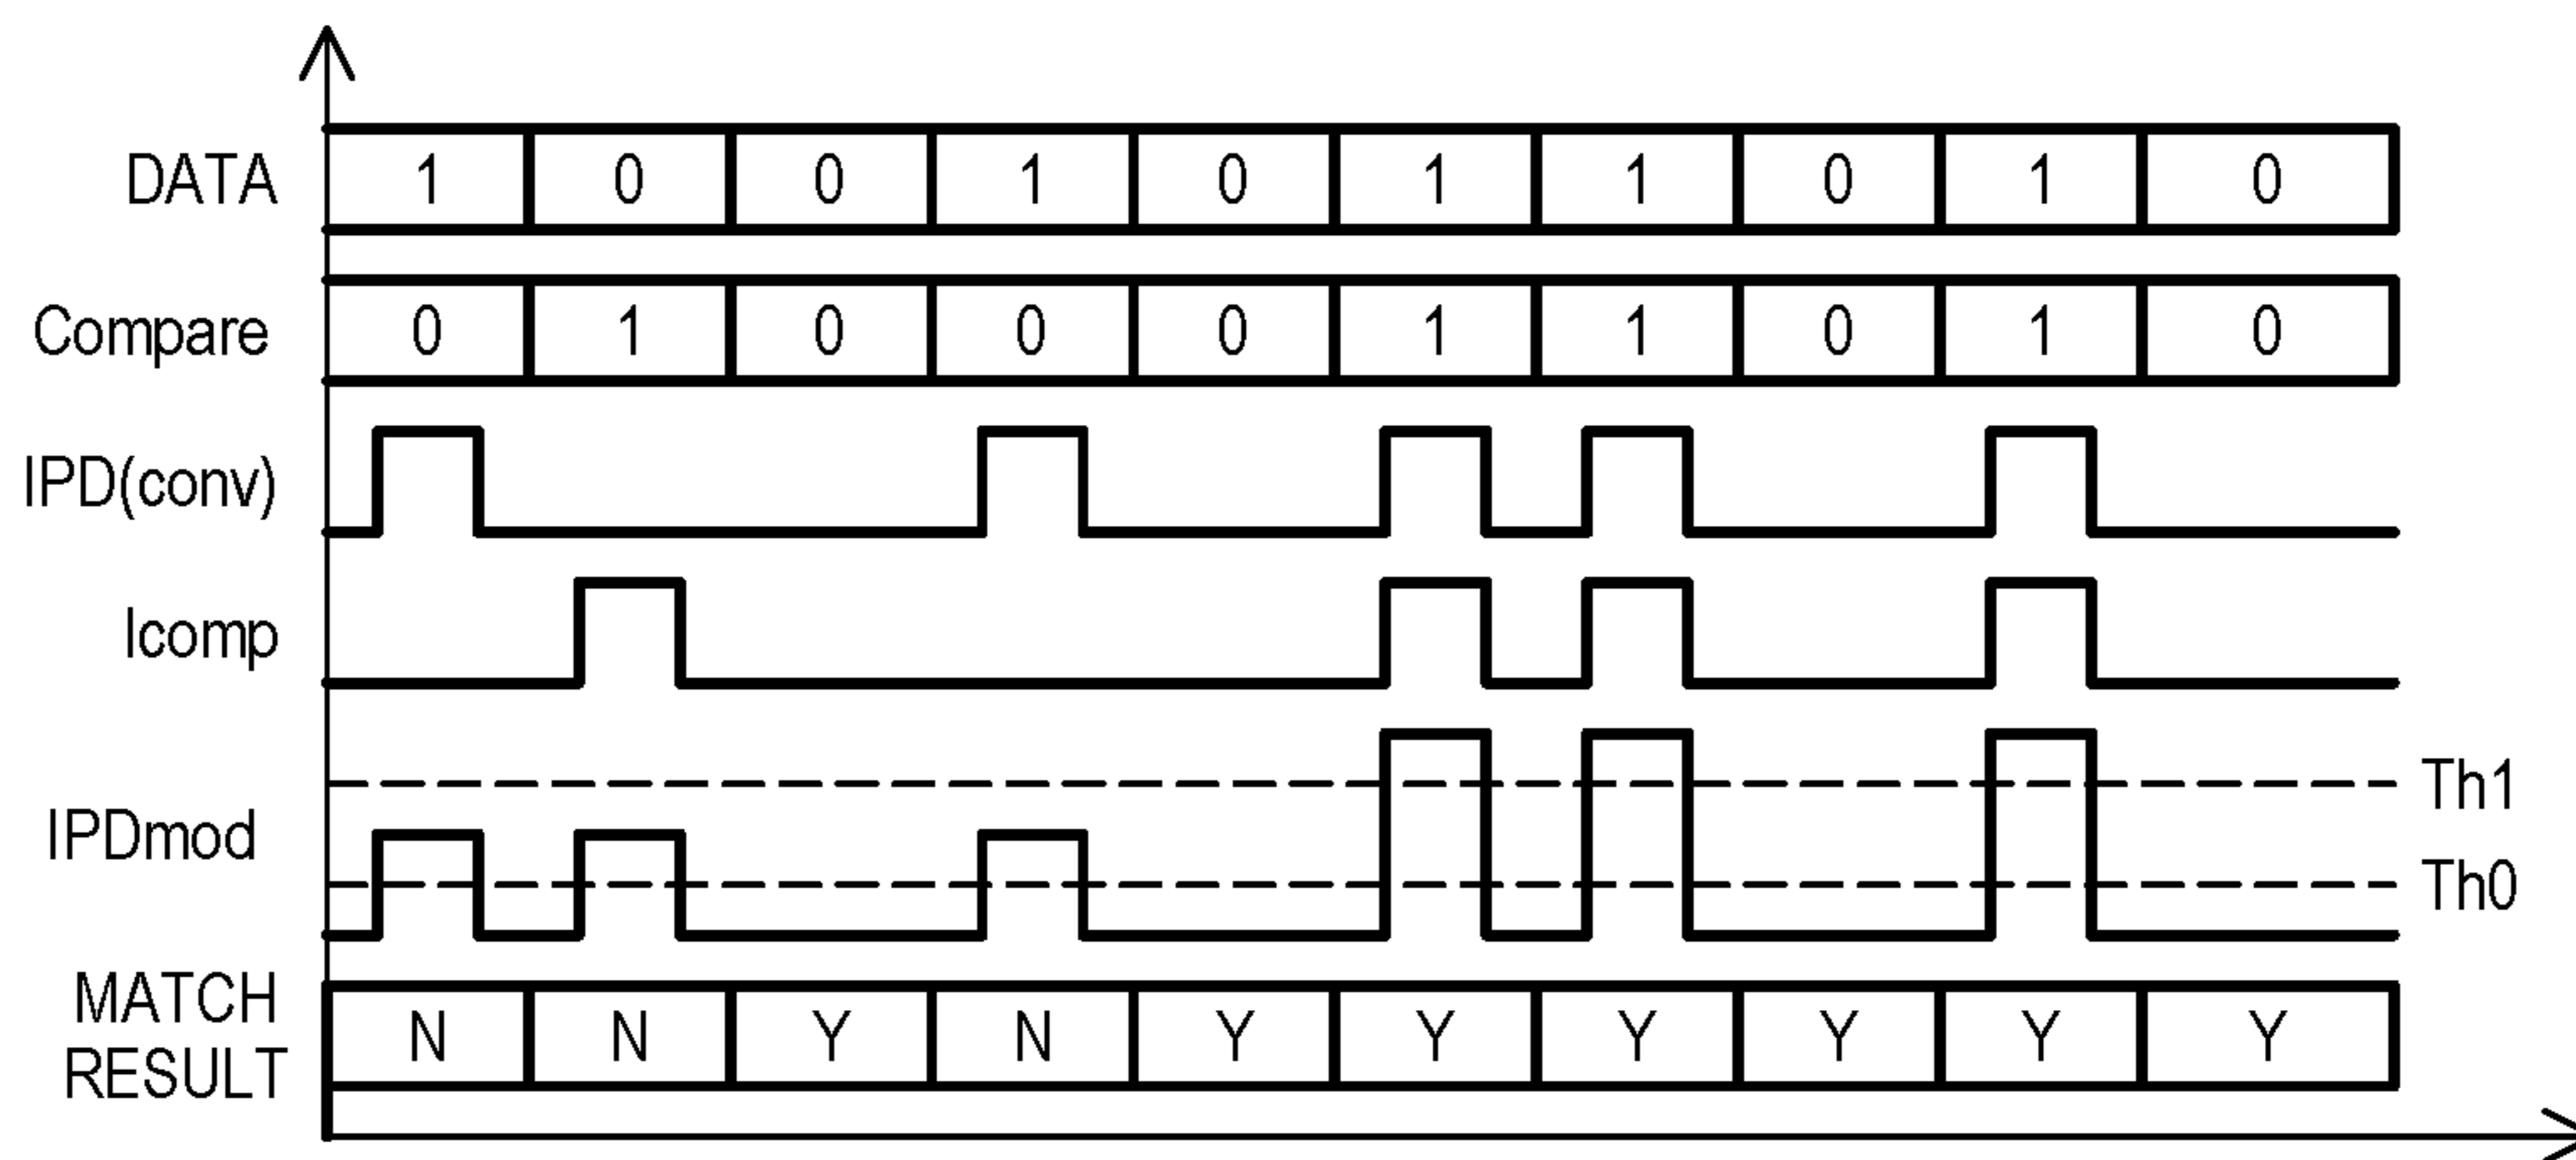 DATA 1 0 0 1 0 1 1 0 1 0
Compare 0 1 0 0 0 1 1 0 1 0
IPD(conv)
Icomp
Th1
IPDmod
Th0
MATCH
RESULT N N Y N Y Y Y Y Y Y